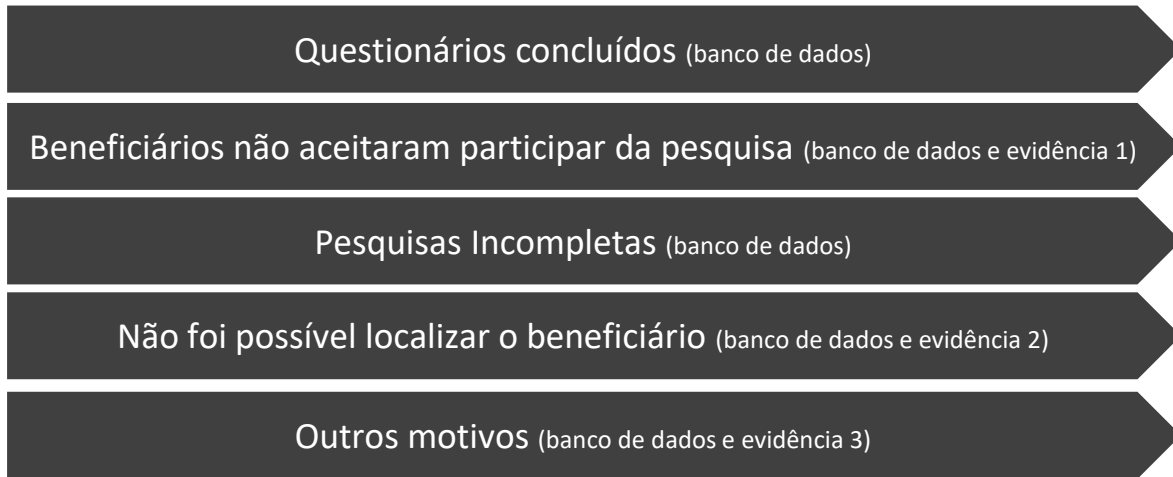 Questionários concluídos (banco de dados)
Beneficiários não aceitaram participar da pesquisa (banco de dados e evidência 1)
Pesquisas Incompletas (banco de dados)
Não foi possível localizar o beneficiário (banco de dados e evidência 2)
Outros motivos (banco de dados e evidência 3)